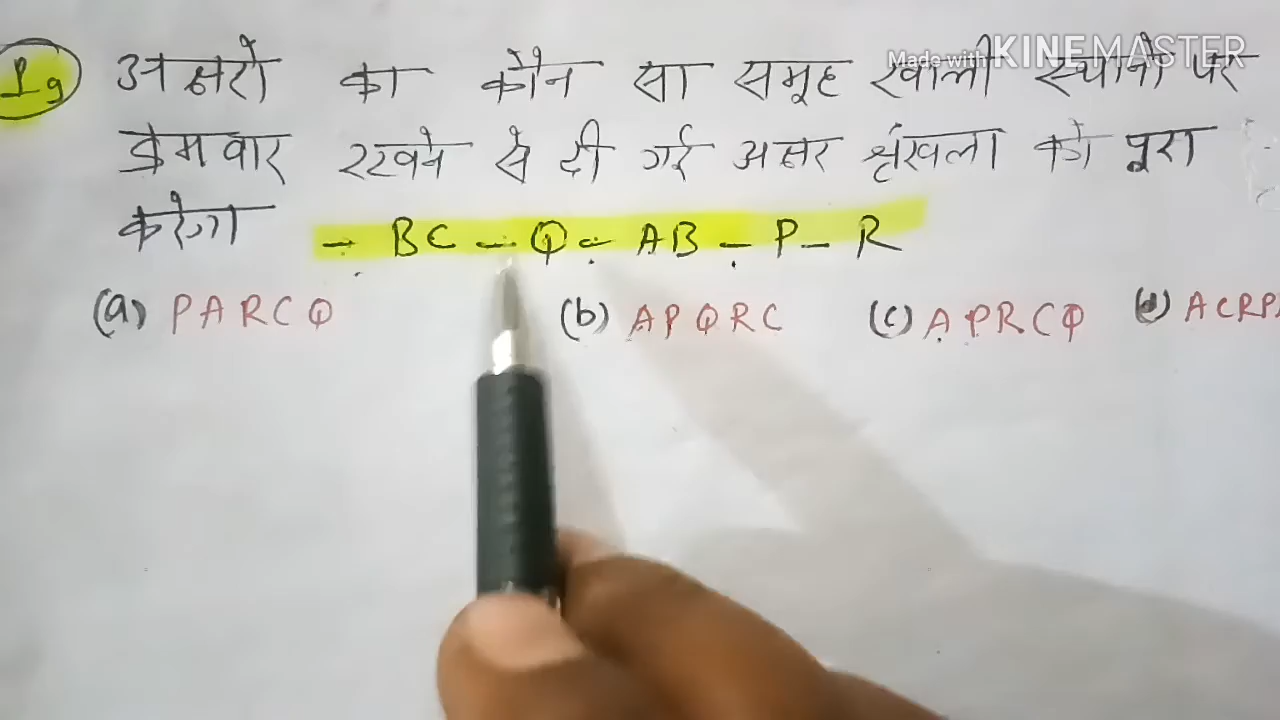 Made with KINEMASTER
19 अक्षरो का कौन सा समूह खाली स्थानो पर
क्रमवार रखने से दी गई अक्षर श्रृंखला को पूरा
करेगा - BC - Q - AB - P - R
(a) PARCQ (b) APQRC (c) APRCQ (d) ACRP